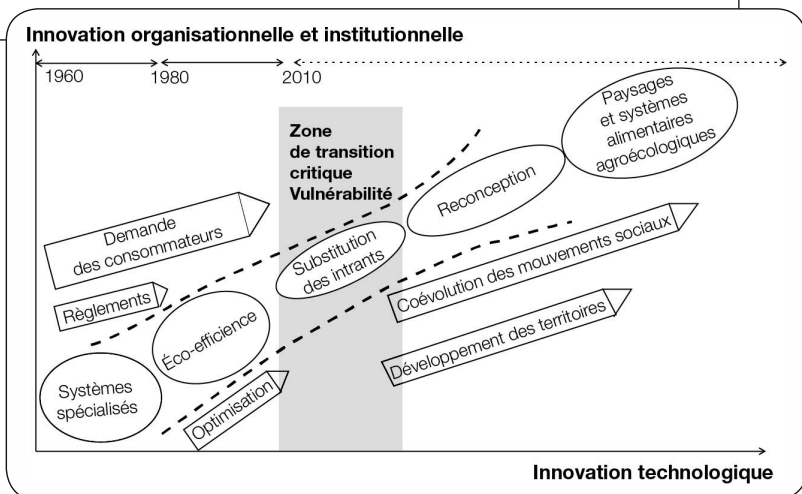 Innovation organisationnelle et institutionnelle
1960
1980
2010
Zone
de transition
critique
Vulnérabilité
Paysages
et systèmes
alimentaires
agroécologiques
Reconception
Demande
des consommateurs
Substitution
des intrants
Règlements
Coévolution des mouvements sociaux
Éco-efficience
Développement des territoires
Systèmes
spécialisés
Optimisation
Innovation technologique